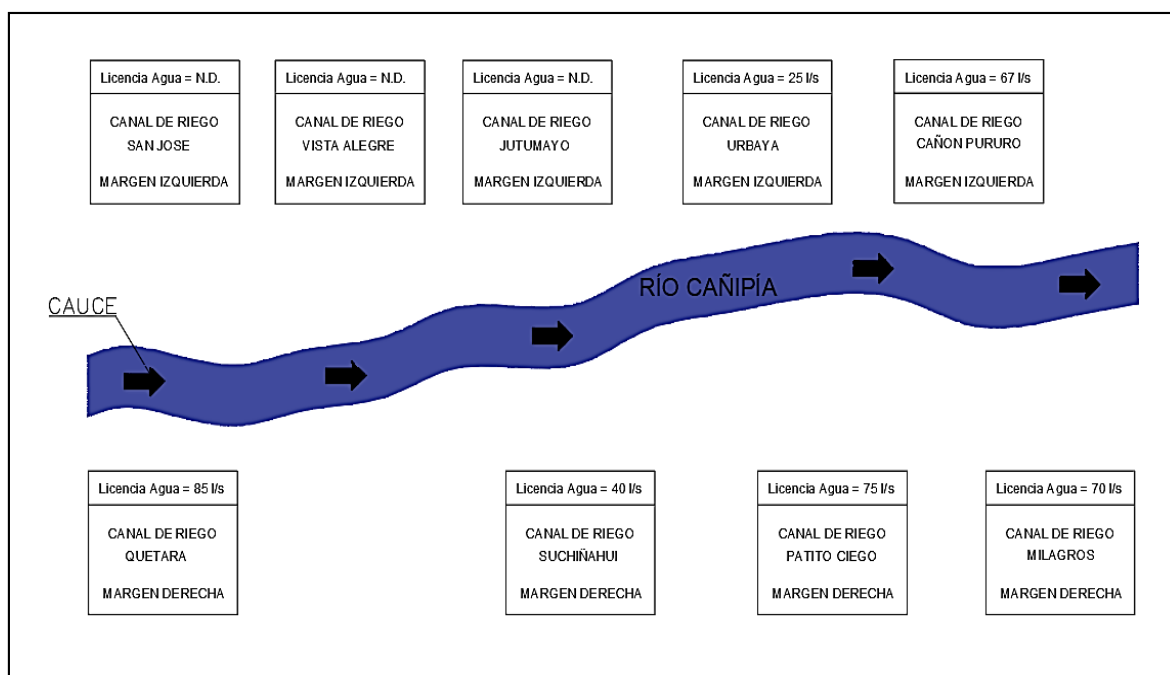 Licencia Agua = N.D.
CANAL DE RIEGO
SAN JOSE
MARGEN IZQUIERDA
Licencia Agua = N.D.
CANAL DE RIEGO
VISTA ALEGRE
MARGEN IZQUIERDA
Licencia Agua = N.D.
CANAL DE RIEGO
JUTUMAYO
MARGEN IZQUIERDA
Licencia Agua = 25 l/s
CANAL DE RIEGO
URBAYA
MARGEN IZQUIERDA
Licencia Agua = 67 l/s
CANAL DE RIEGO
CAÑON PURURO
MARGEN IZQUIERDA
RÍO CAÑIPÍA
CAUCE
Licencia Agua = 85 l/s
CANAL DE RIEGO
QUETARA
MARGEN DERECHA
Licencia Agua = 40 l/s
CANAL DE RIEGO
SUCHIÑAHUI
MARGEN DERECHA
Licencia Agua = 75 l/s
CANAL DE RIEGO
PATITO CIEGO
MARGEN DERECHA
Licencia Agua = 70 l/s
CANAL DE RIEGO
MILAGROS
MARGEN DERECHA